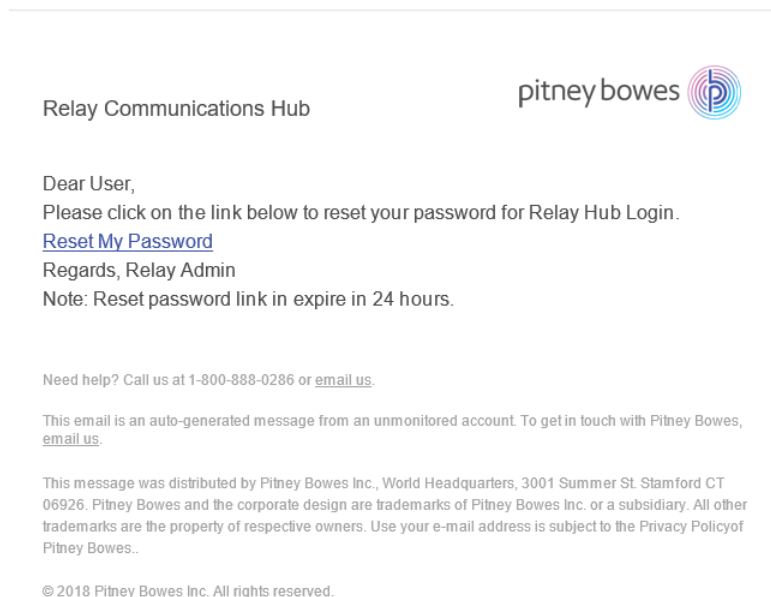 pitney bowes
Relay Communications Hub
Dear User,
Please click on the link below to reset your password for Relay Hub Login.
Reset My Password
Regards, Relay Admin
Note: Reset password link in expire in 24 hours.
Need help? Call us at 1-800-888-0286 or email us.
This email is an auto-generated message from an unmonitored account. To get in touch with Pitney Bowes,
email us.
This message was distributed by Pitney Bowes Inc., World Headquarters, 3001 Summer St. Stamford CT
06926. Pitney Bowes and the corporate design are trademarks of Pitney Bowes Inc. or a subsidiary. All other
trademarks are the property of respective owners. Use your e-mail address is subject to the Privacy Policyof
Pitney Bowes..
© 2018 Pitney Bowes Inc. All rights reserved.